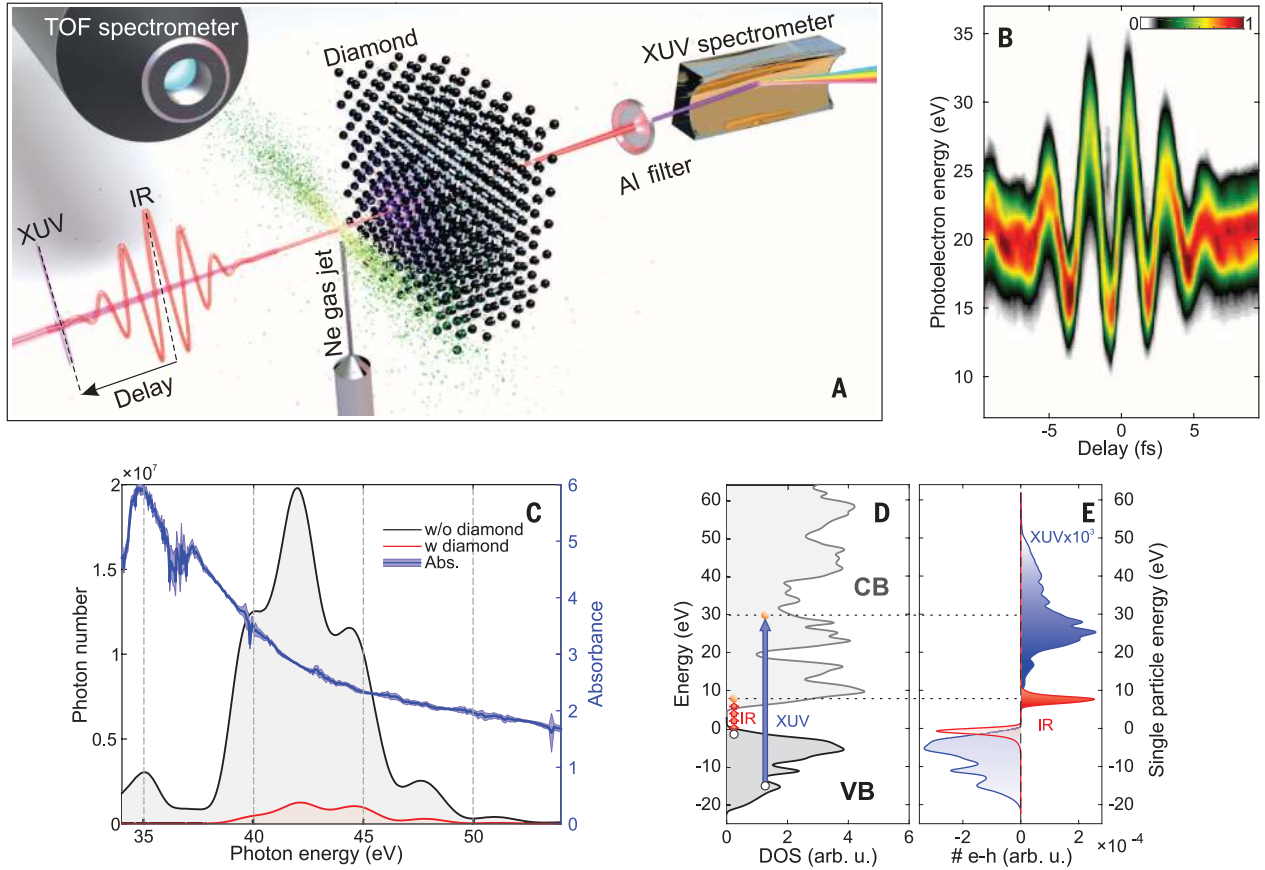 TOF spectrometer
Diamond
XUV spectrometer
Al filter
XUV
IR
Delay
Ne gas jet
A
B
0 1
Photoelectron energy (eV)
35
30
25
20
15
10
-5 0 5
Delay (fs)
C
×10⁷
2
1.5
1
0.5
0
Photon number
w/o diamond
w diamond
Abs.
6
5
4
3
2
1
0
Absorbance
35 40 45 50
Photon energy (eV)
D
Energy (eV)
60
50
40
30
20
10
0
-10
-20
CB
IR
XUV
VB
0 2 4 6
DOS (arb. u.)
E
XUVx10³
IR
60
50
40
30
20
10
0
-10
-20
Single particle energy (eV)
-2 0 2
×10⁻⁴
# e-h (arb. u.)